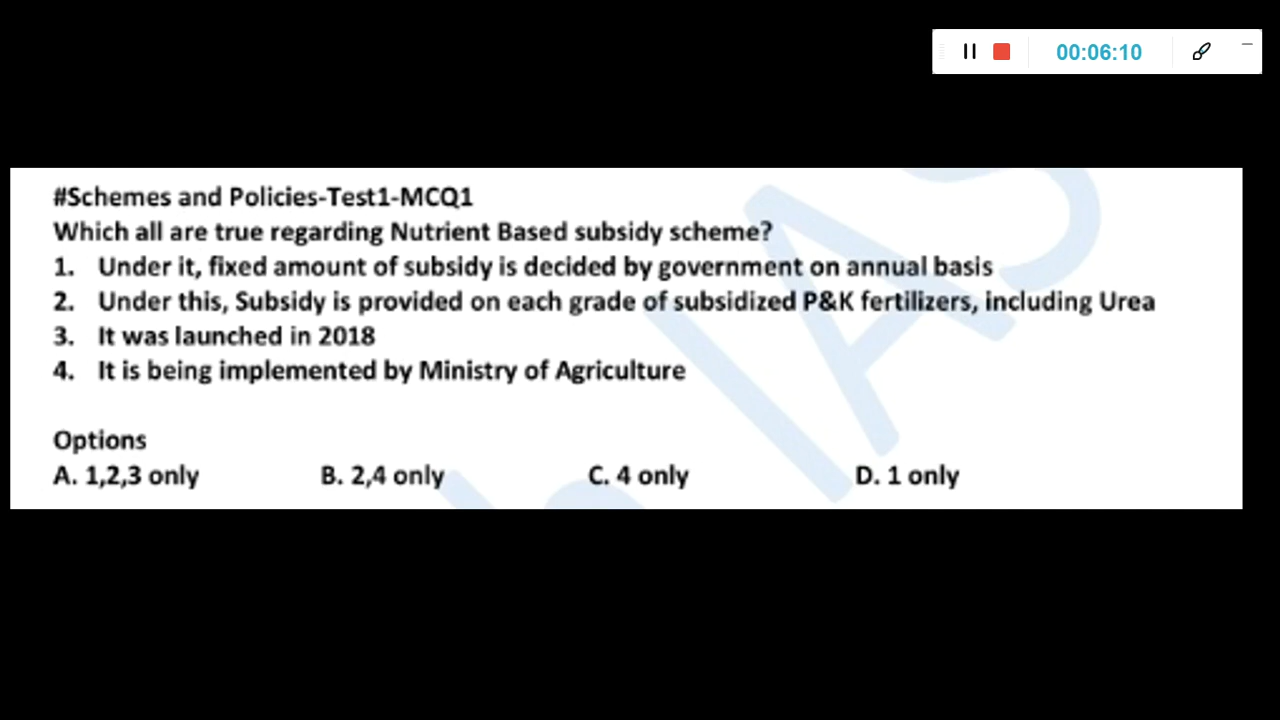 00:06:10
#Schemes and Policies-Test1-MCQ1
Which all are true regarding Nutrient Based subsidy scheme?
1. Under it, fixed amount of subsidy is decided by government on annual basis
2. Under this, Subsidy is provided on each grade of subsidized P&K fertilizers, including Urea
3. It was launched in 2018
4. It is being implemented by Ministry of Agriculture
Options
A. 1,2,3 only B. 2,4 only C. 4 only D. 1 only